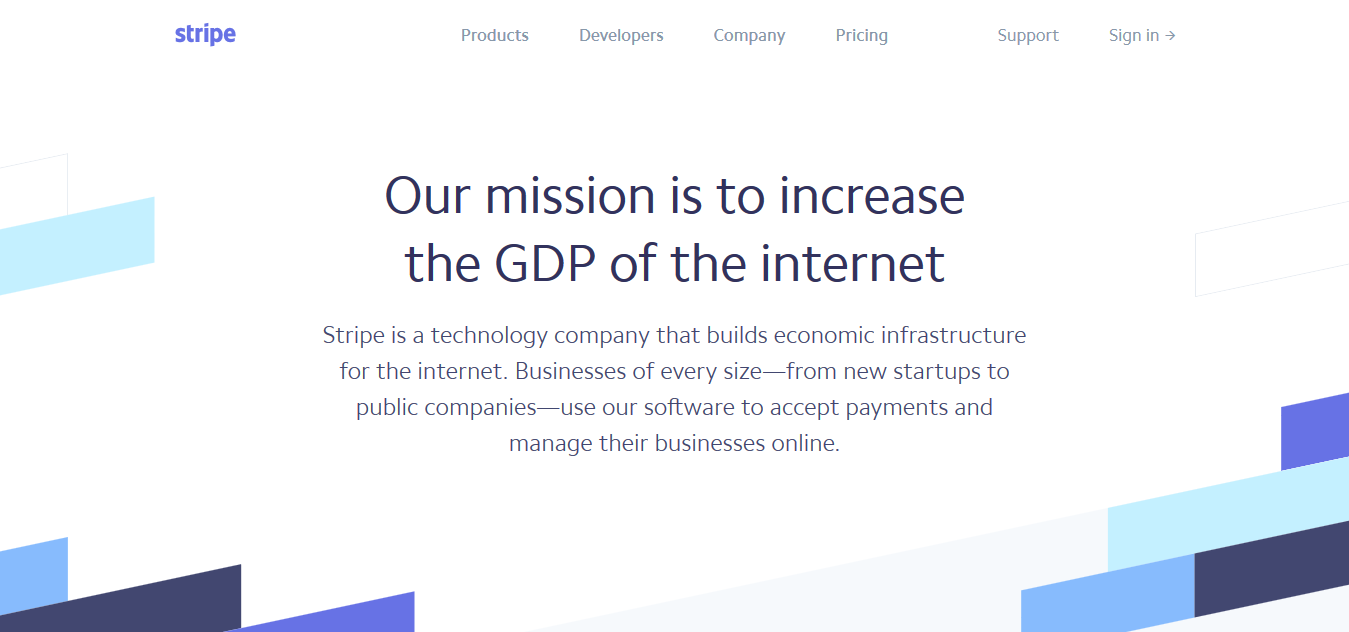 stripe
Products Developers Company Pricing Support Sign in →
Our mission is to increase
the GDP of the internet
Stripe is a technology company that builds economic infrastructure
for the internet. Businesses of every size—from new startups to
public companies—use our software to accept payments and
manage their businesses online.